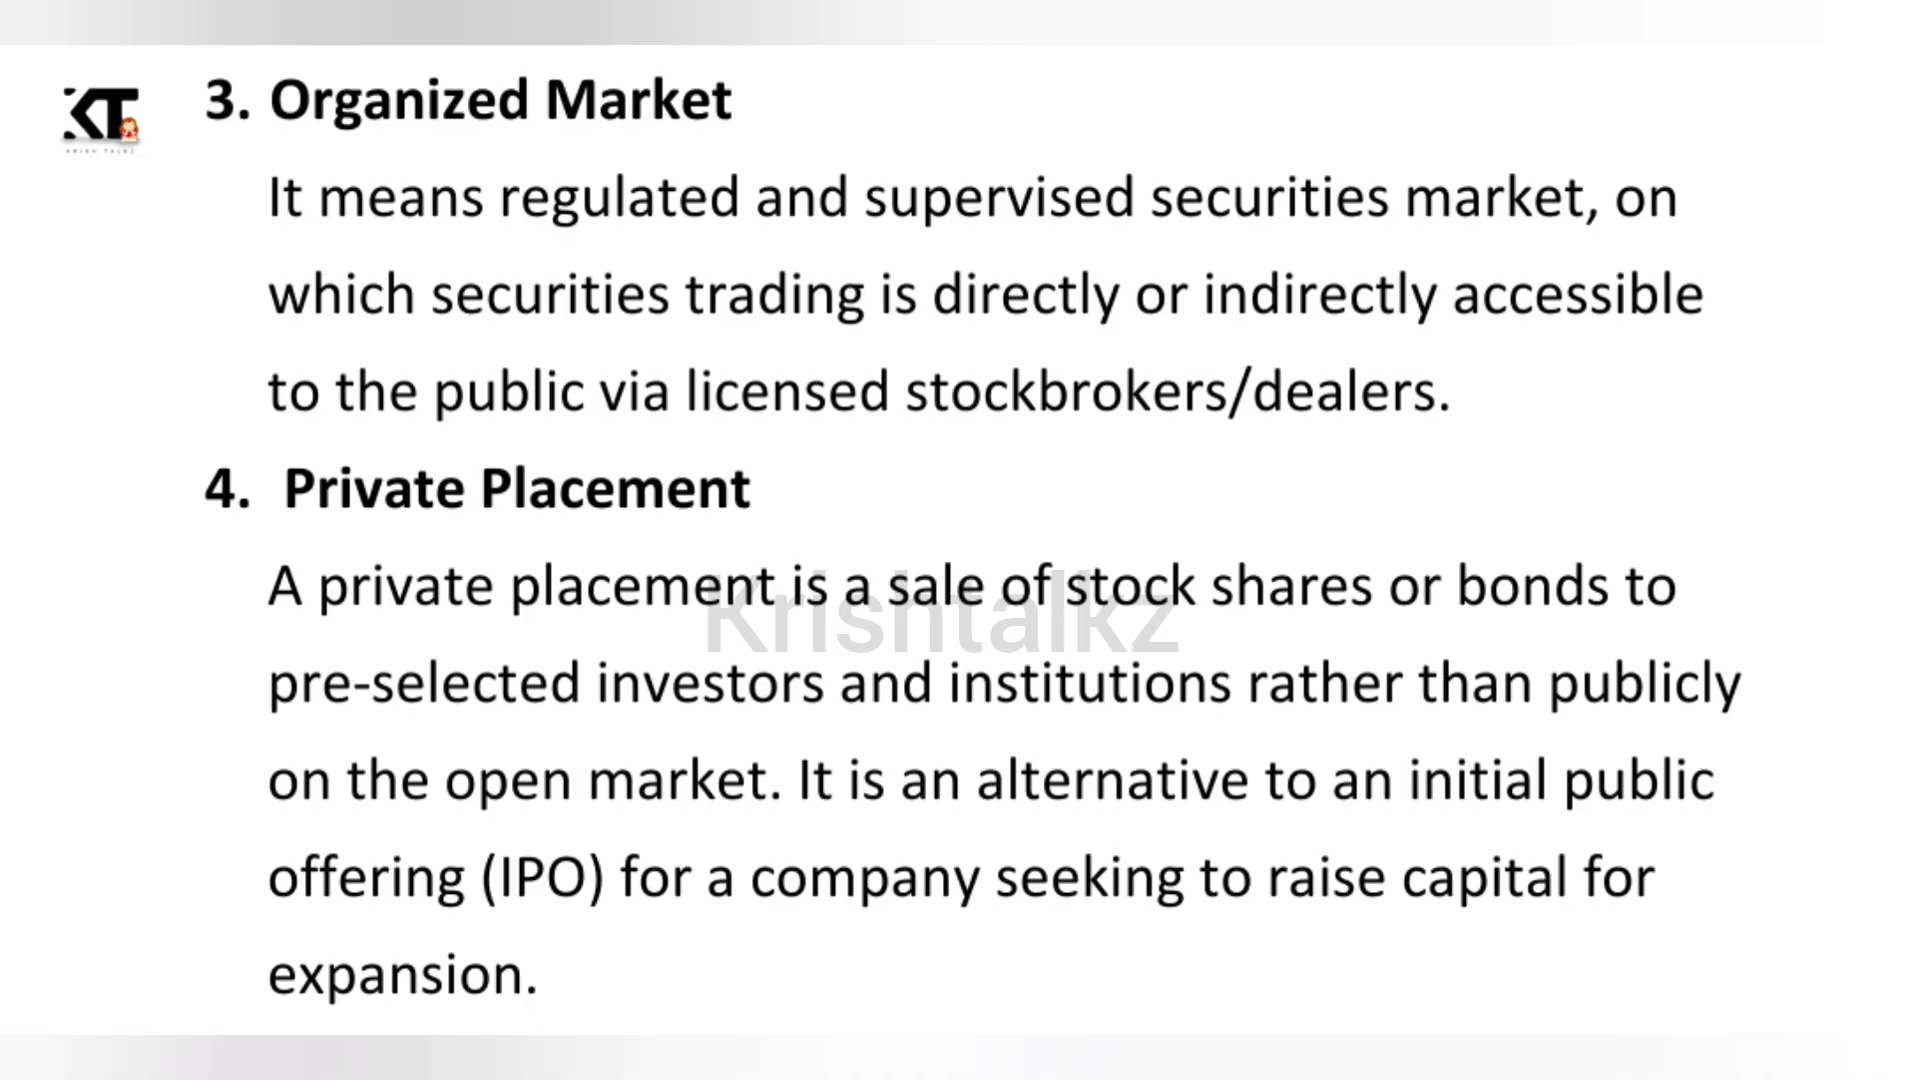 KT
KRISH TALKZ
3. Organized Market
It means regulated and supervised securities market, on
which securities trading is directly or indirectly accessible
to the public via licensed stockbrokers/dealers.
4. Private Placement
A private placement is a sale of stock shares or bonds to
Krishtalkz
pre-selected investors and institutions rather than publicly
on the open market. It is an alternative to an initial public
offering (IPO) for a company seeking to raise capital for
expansion.